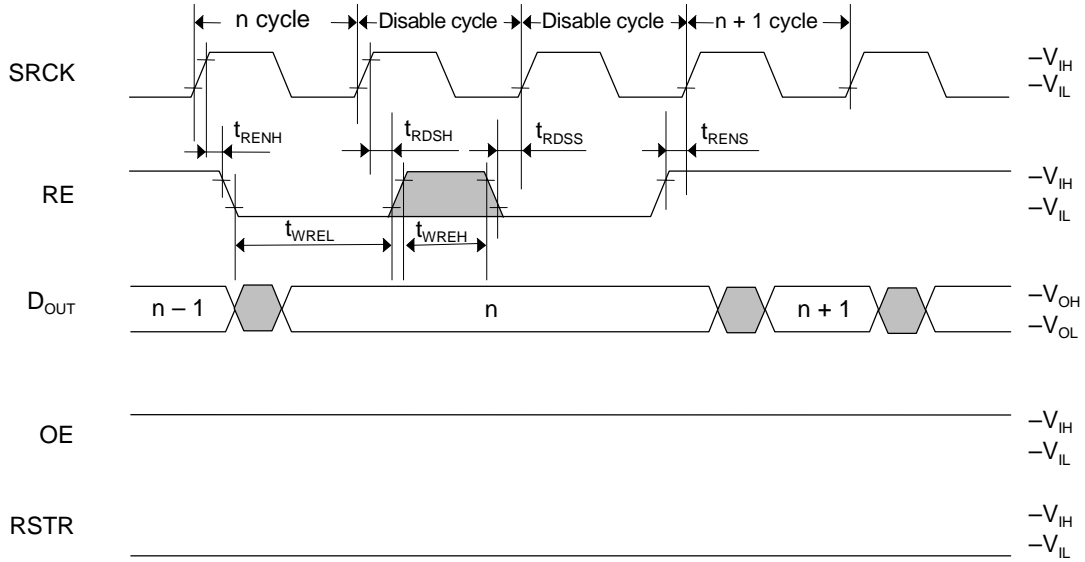 n cycle Disable cycle Disable cycle n + 1 cycle
SRCK –VIH
–VIL
tRENH tRDSH tRDSS tRENS
RE –VIH
–VIL
tWREL tWREH
DOUT n – 1 n n + 1 –VOH
–VOL
OE –VIH
–VIL
RSTR –VIH
–VIL